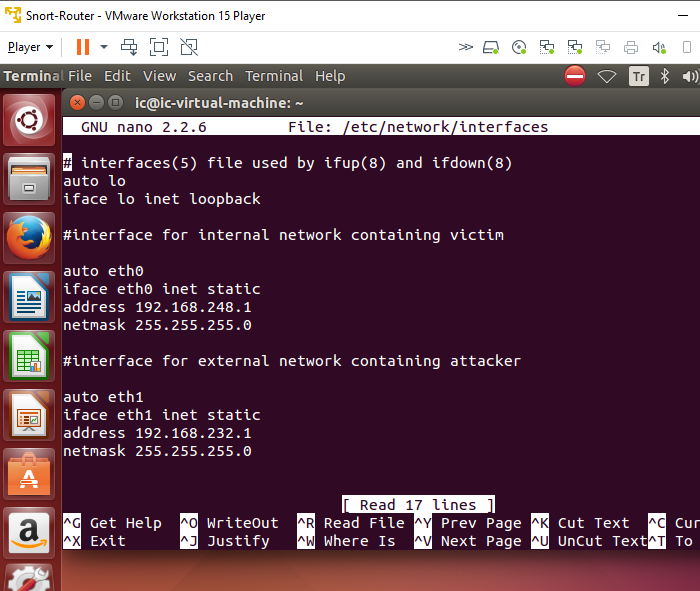 Snort-Router - VMware Workstation 15 Player
Player
Terminal File Edit View Search Terminal Help
Tr
ic@ic-virtual-machine: ~
GNU nano 2.2.6 File: /etc/network/interfaces
# interfaces(5) file used by ifup(8) and ifdown(8)
auto lo
iface lo inet loopback
#interface for internal network containing victim
auto eth0
iface eth0 inet static
address 192.168.248.1
netmask 255.255.255.0
#interface for external network containing attacker
auto eth1
iface eth1 inet static
address 192.168.232.1
netmask 255.255.255.0
[ Read 17 lines ]
^G Get Help ^O WriteOut ^R Read File ^Y Prev Page ^K Cut Text ^C Cur
^X Exit ^J Justify ^W Where Is ^V Next Page ^U UnCut Text ^T To